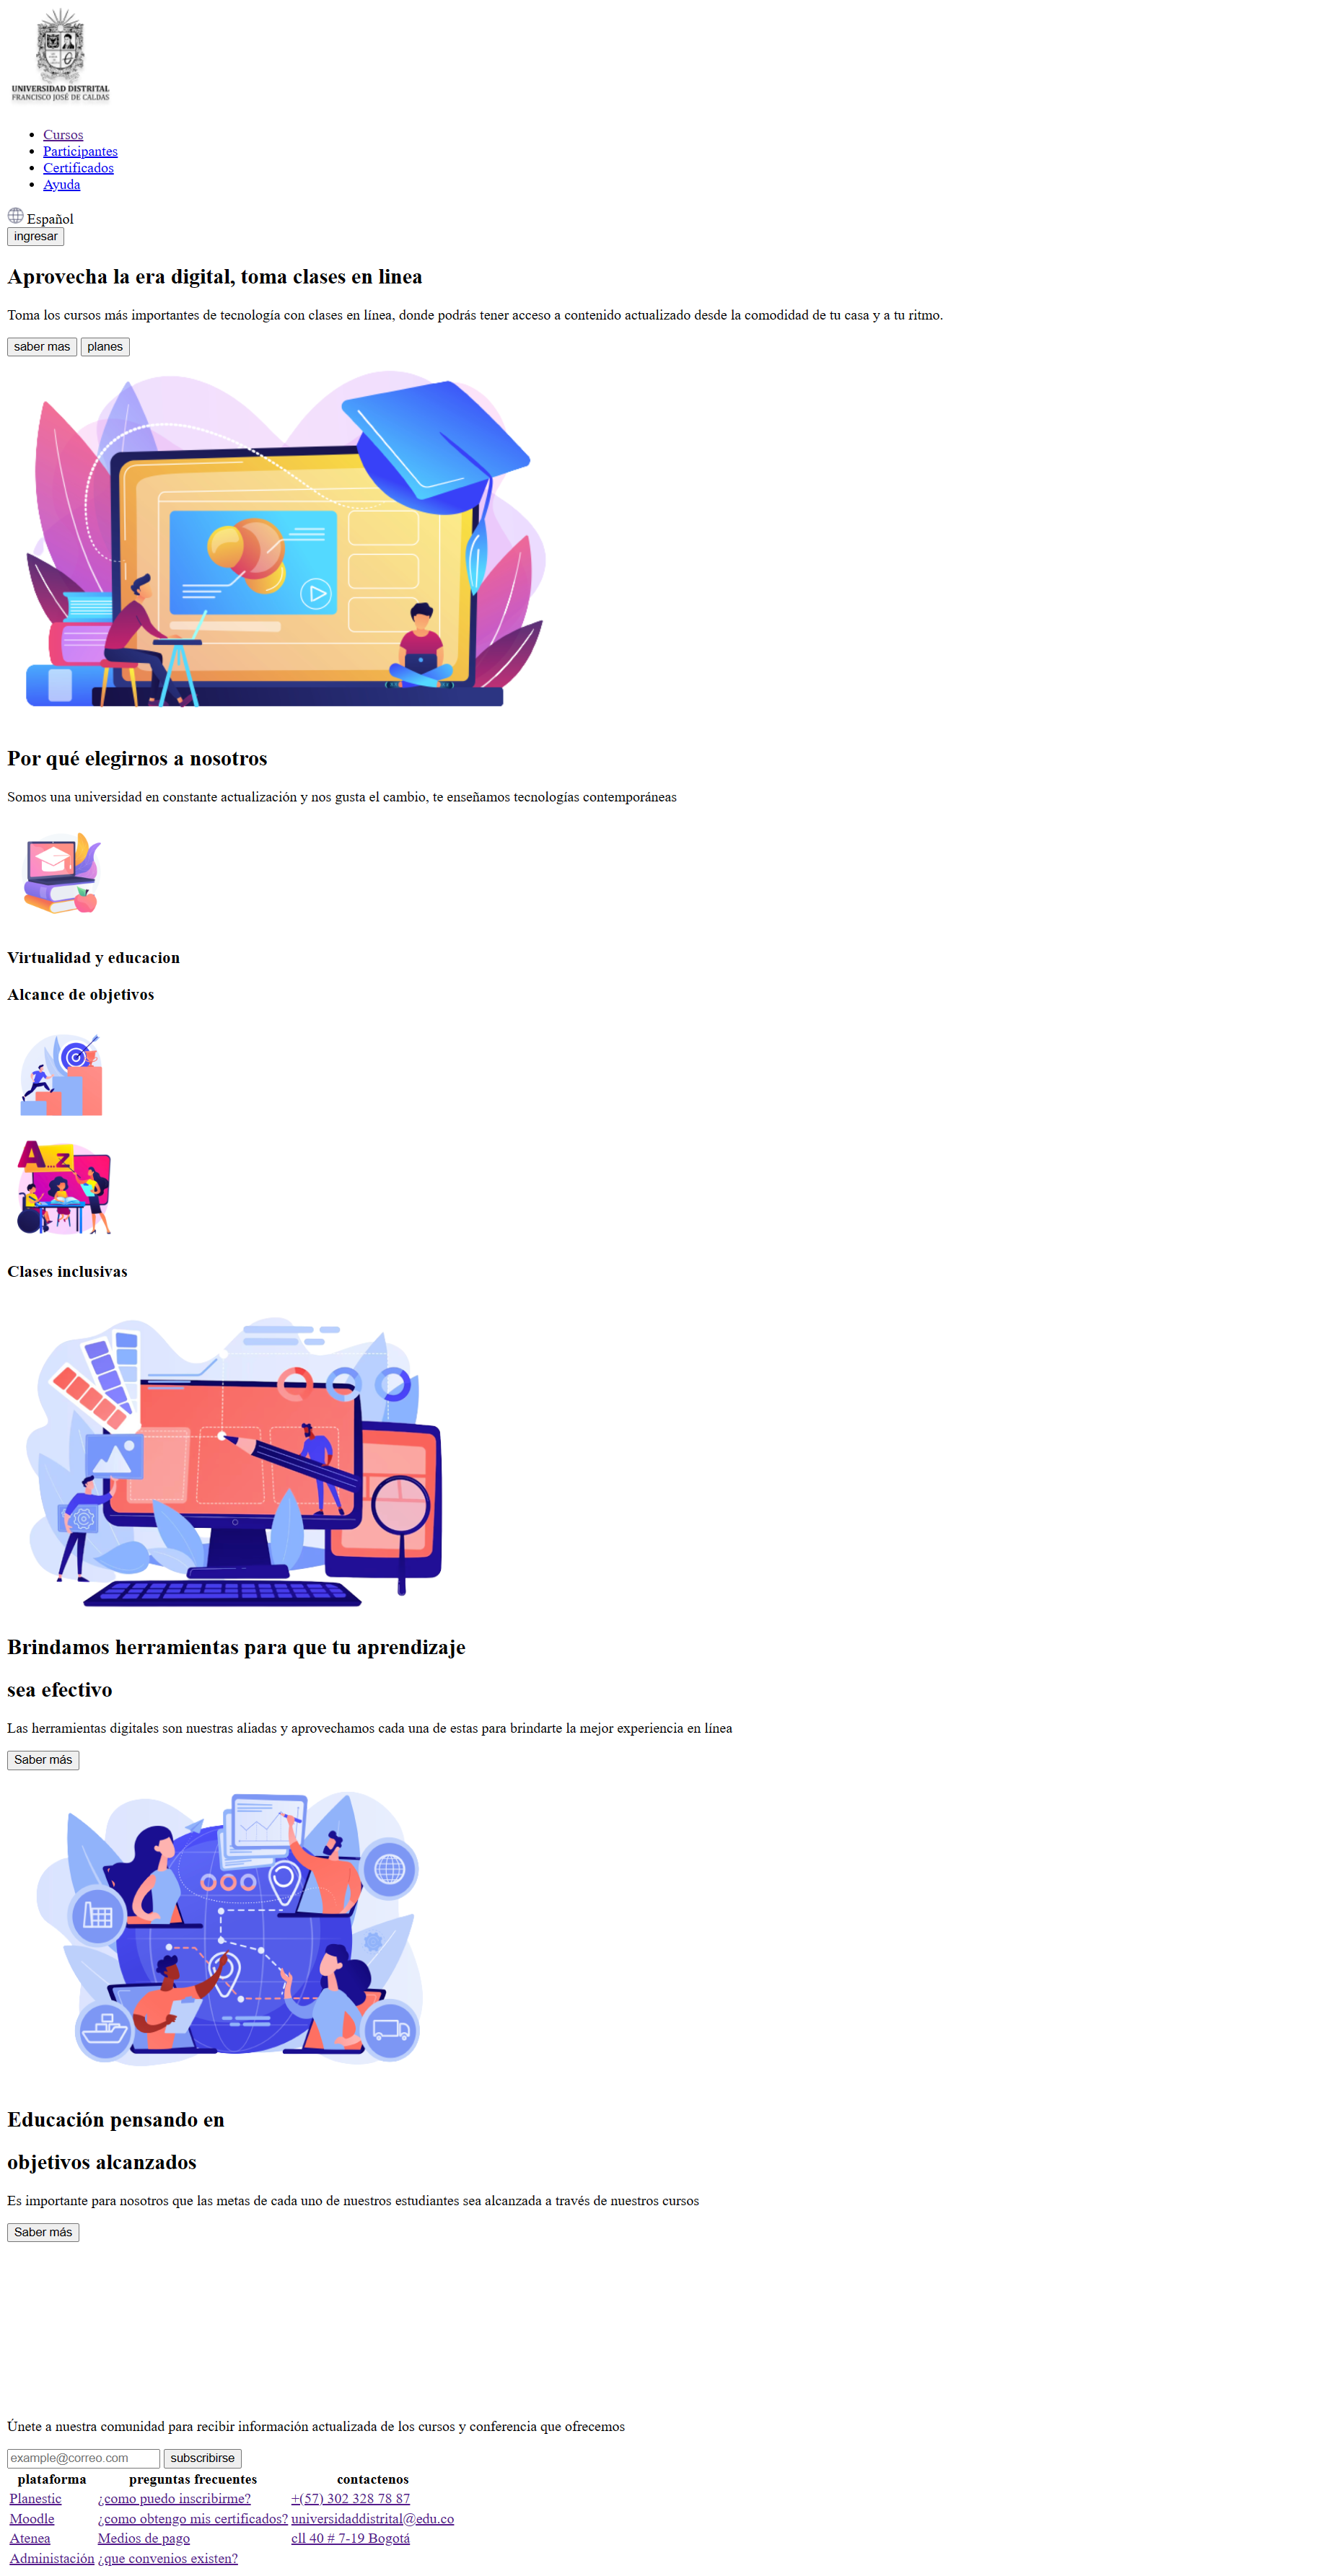 UNIVERSIDAD DISTRITAL
FRANCISCO JOSÉ DE CALDAS
Cursos
Participantes
Certificados
Ayuda
Español
ingresar
Aprovecha la era digital, toma clases en linea
Toma los cursos más importantes de tecnología con clases en línea, donde podrás tener acceso a contenido actualizado desde la comodidad de tu casa y a tu ritmo.
saber mas planes
Por qué elegirnos a nosotros
Somos una universidad en constante actualización y nos gusta el cambio, te enseñamos tecnologías contemporáneas
Virtualidad y educacion
Alcance de objetivos
A...Z
Clases inclusivas
Brindamos herramientas para que tu aprendizaje
sea efectivo
Las herramientas digitales son nuestras aliadas y aprovechamos cada una de estas para brindarte la mejor experiencia en línea
Saber más
Educación pensando en
objetivos alcanzados
Es importante para nosotros que las metas de cada uno de nuestros estudiantes sea alcanzada a través de nuestros cursos
Saber más
Únete a nuestra comunidad para recibir información actualizada de los cursos y conferencia que ofrecemos
example@correo.com subscribirse
plataforma preguntas frecuentes contactenos
Planestic ¿como puedo inscribirme? +(57) 302 328 78 87
Moodle ¿como obtengo mis certificados? universidaddistrital@edu.co
Atenea Medios de pago cll 40 # 7-19 Bogotá
Administación ¿que convenios existen?